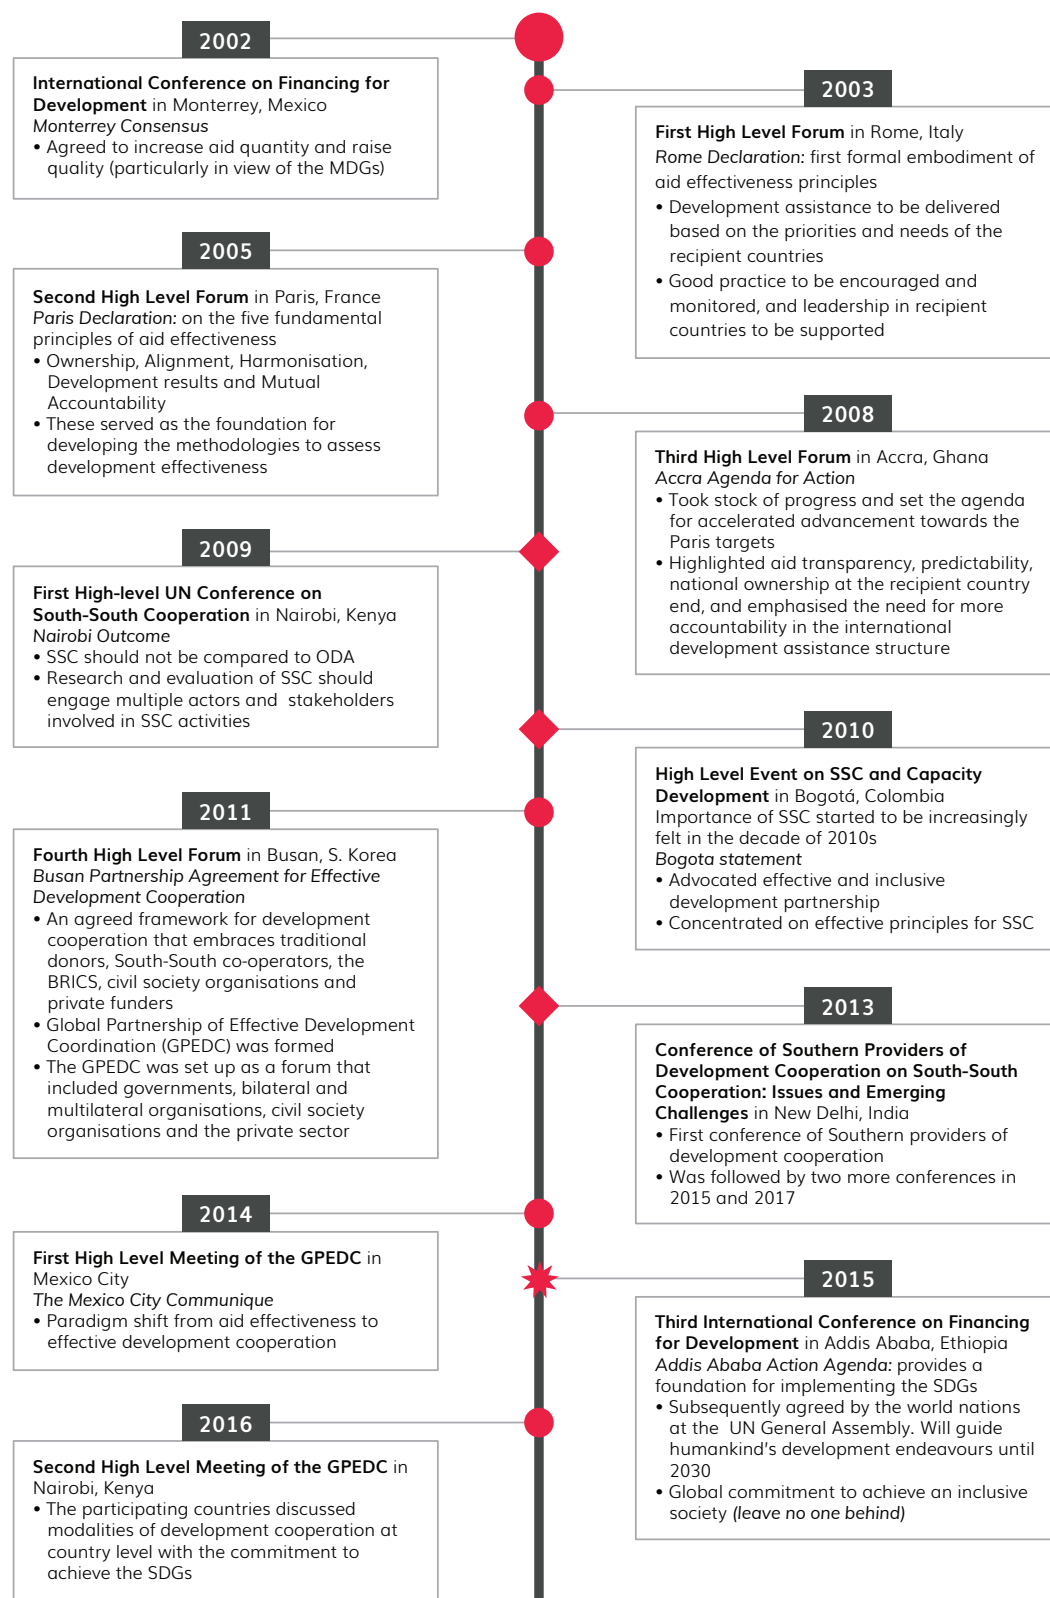 2002
International Conference on Financing for
Development in Monterrey, Mexico
Monterrey Consensus
• Agreed to increase aid quantity and raise
quality (particularly in view of the MDGs)
2003
First High Level Forum in Rome, Italy
Rome Declaration: first formal embodiment of
aid effectiveness principles
• Development assistance to be delivered
based on the priorities and needs of the
recipient countries
• Good practice to be encouraged and
monitored, and leadership in recipient
countries to be supported
2005
Second High Level Forum in Paris, France
Paris Declaration: on the five fundamental
principles of aid effectiveness
• Ownership, Alignment, Harmonisation,
Development results and Mutual
Accountability
• These served as the foundation for
developing the methodologies to assess
development effectiveness
2008
Third High Level Forum in Accra, Ghana
Accra Agenda for Action
• Took stock of progress and set the agenda
for accelerated advancement towards the
Paris targets
• Highlighted aid transparency, predictability,
national ownership at the recipient country
end, and emphasised the need for more
accountability in the international
development assistance structure
2009
First High-level UN Conference on
South-South Cooperation in Nairobi, Kenya
Nairobi Outcome
• SSC should not be compared to ODA
• Research and evaluation of SSC should
engage multiple actors and stakeholders
involved in SSC activities
2010
High Level Event on SSC and Capacity
Development in Bogotá, Colombia
Importance of SSC started to be increasingly
felt in the decade of 2010s
Bogota statement
• Advocated effective and inclusive
development partnership
• Concentrated on effective principles for SSC
2011
Fourth High Level Forum in Busan, S. Korea
Busan Partnership Agreement for Effective
Development Cooperation
• An agreed framework for development
cooperation that embraces traditional
donors, South-South co-operators, the
BRICS, civil society organisations and
private funders
• Global Partnership of Effective Development
Coordination (GPEDC) was formed
• The GPEDC was set up as a forum that
included governments, bilateral and
multilateral organisations, civil society
organisations and the private sector
2013
Conference of Southern Providers of
Development Cooperation on South-South
Cooperation: Issues and Emerging
Challenges in New Delhi, India
• First conference of Southern providers of
development cooperation
• Was followed by two more conferences in
2015 and 2017
2014
First High Level Meeting of the GPEDC in
Mexico City
The Mexico City Communique
• Paradigm shift from aid effectiveness to
effective development cooperation
2015
Third International Conference on Financing
for Development in Addis Ababa, Ethiopia
Addis Ababa Action Agenda: provides a
foundation for implementing the SDGs
• Subsequently agreed by the world nations
at the UN General Assembly. Will guide
humankind's development endeavours until
2030
• Global commitment to achieve an inclusive
society (leave no one behind)
2016
Second High Level Meeting of the GPEDC in
Nairobi, Kenya
• The participating countries discussed
modalities of development cooperation at
country level with the commitment to
achieve the SDGs